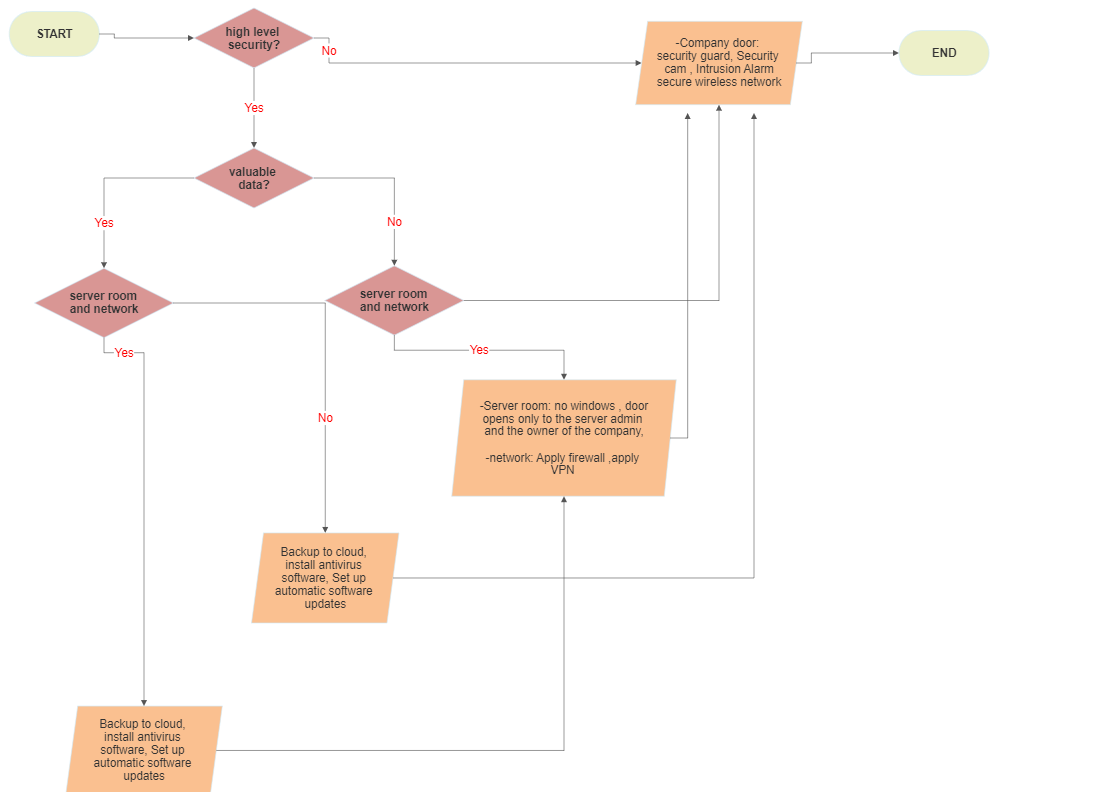 START
high level
security?
No
-Company door:
security guard, Security
cam , Intrusion Alarm
secure wireless network
END
Yes
valuable
data?
Yes
No
server room
and network
server room
and network
Yes
Yes
-Server room: no windows , door
opens only to the server admin
and the owner of the company,
-network: Apply firewall ,apply
VPN
No
Backup to cloud,
install antivirus
software, Set up
automatic software
updates
Backup to cloud,
install antivirus
software, Set up
automatic software
updates